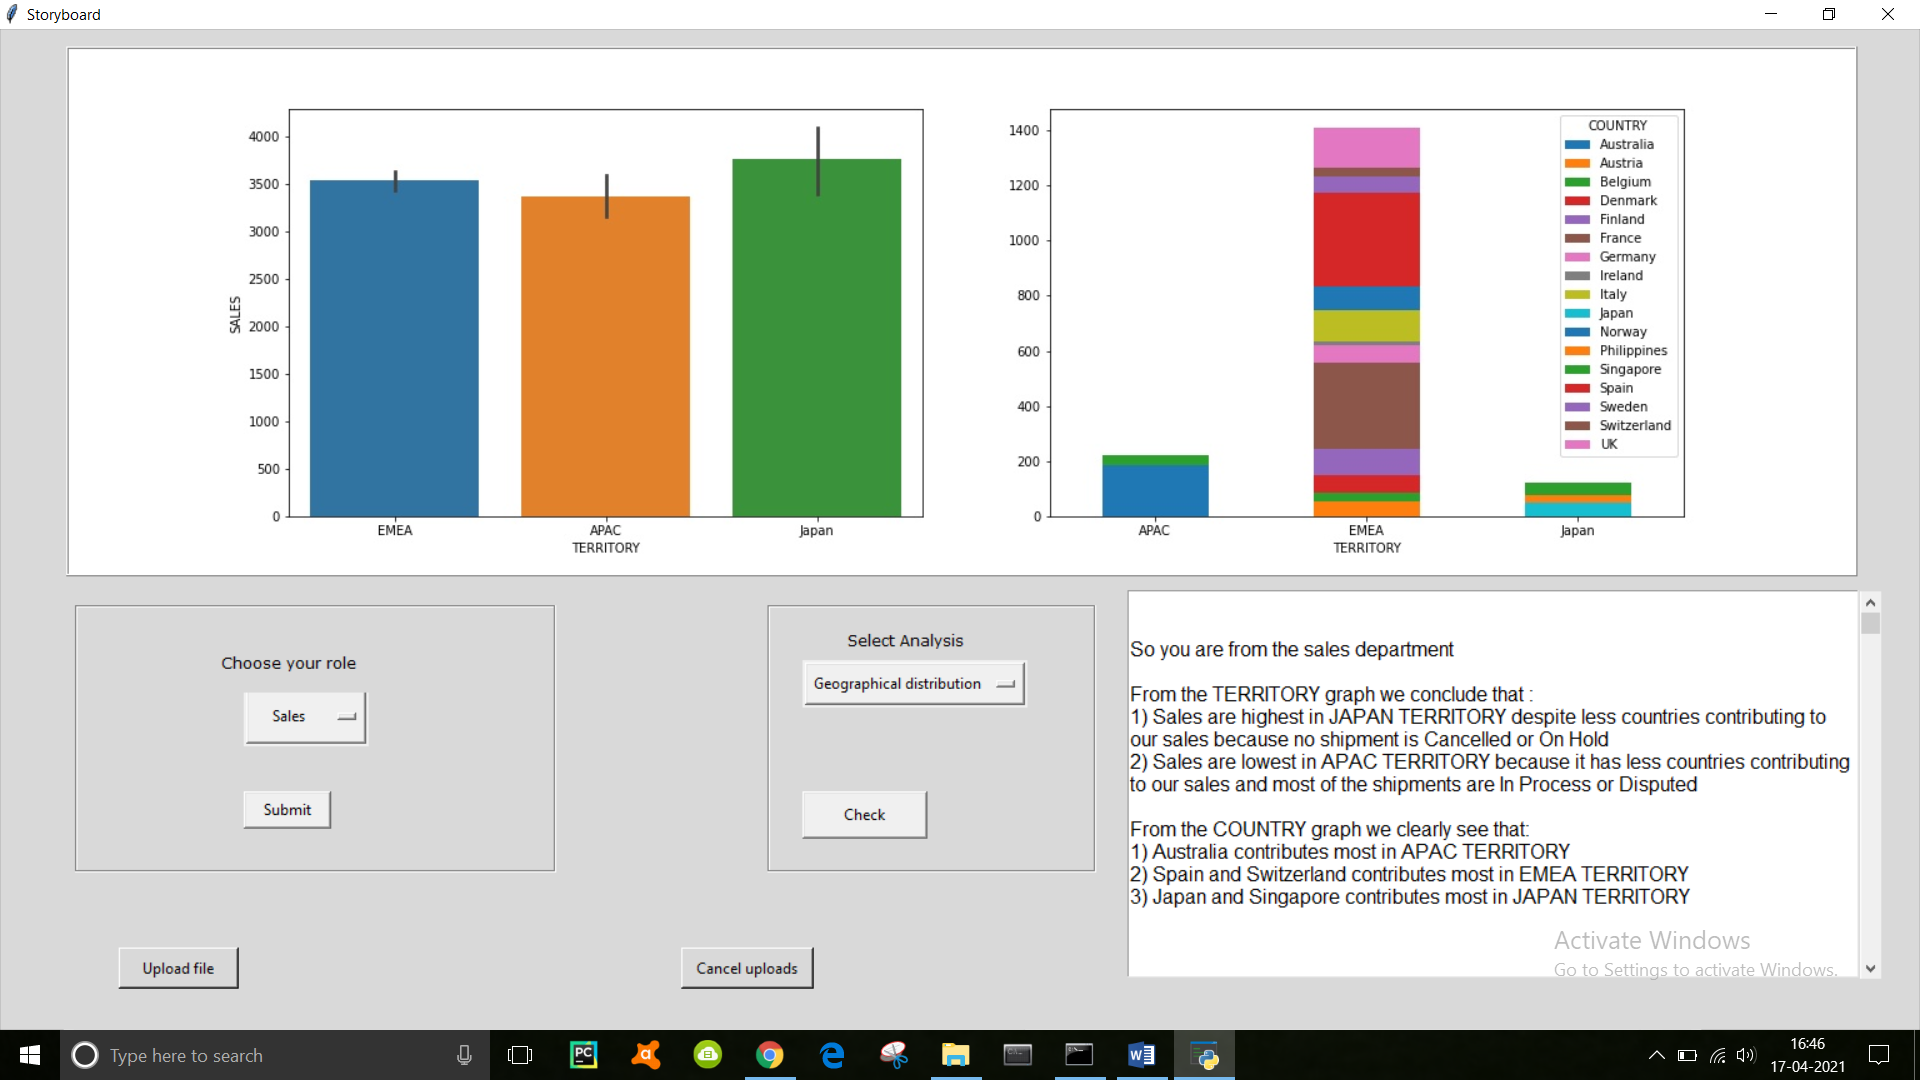 Storyboard
4000
3500
3000
2500
2000
1500
1000
500
0
SALES
EMEA
APAC
Japan
TERRITORY
1400
1200
1000
800
600
400
200
0
APAC
EMEA
Japan
TERRITORY
COUNTRY
Australia
Austria
Belgium
Denmark
Finland
France
Germany
Ireland
Italy
Japan
Norway
Philippines
Singapore
Spain
Sweden
Switzerland
UK
Choose your role
Sales
Submit
Select Analysis
Geographical distribution
Check
Upload file
Cancel uploads
So you are from the sales department
From the TERRITORY graph we conclude that :
1) Sales are highest in JAPAN TERRITORY despite less countries contributing to
our sales because no shipment is Cancelled or On Hold
2) Sales are lowest in APAC TERRITORY because it has less countries contributing
to our sales and most of the shipments are In Process or Disputed
From the COUNTRY graph we clearly see that:
1) Australia contributes most in APAC TERRITORY
2) Spain and Switzerland contributes most in EMEA TERRITORY
3) Japan and Singapore contributes most in JAPAN TERRITORY
Activate Windows
Go to Settings to activate Windows.
Type here to search
PC
16:46
17-04-2021